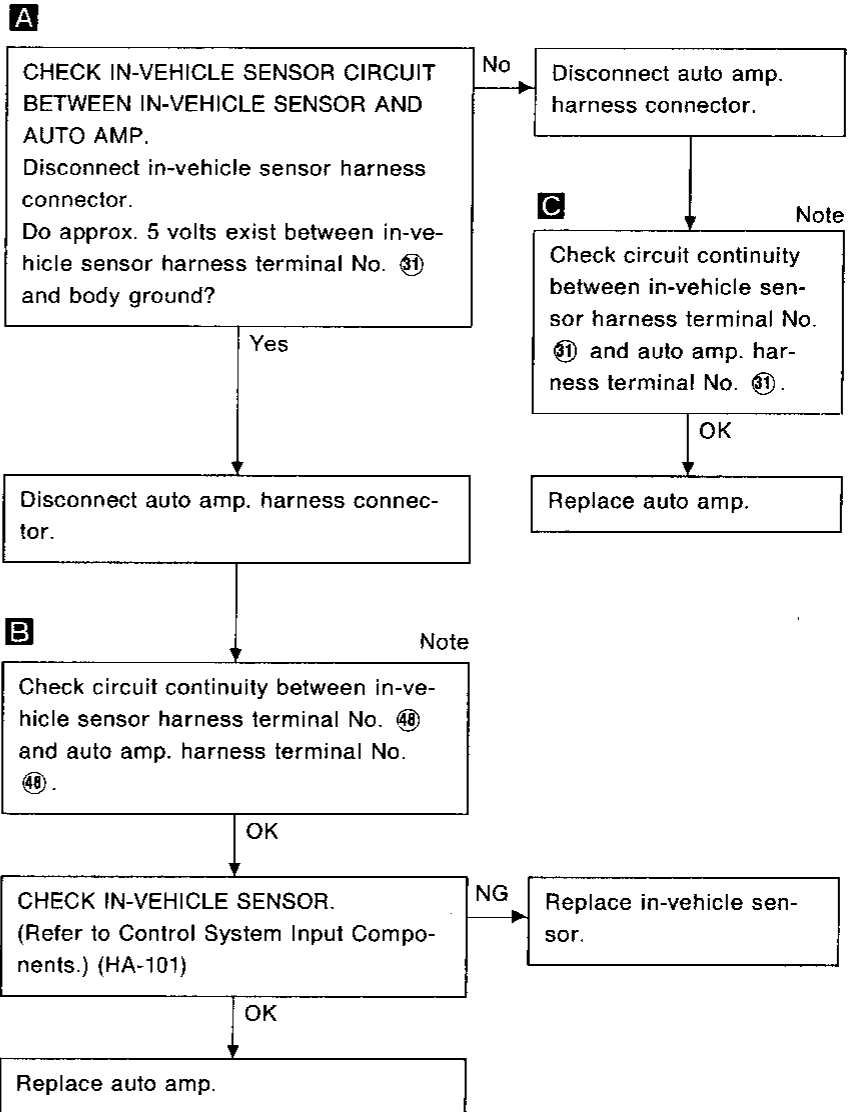 A
CHECK IN-VEHICLE SENSOR CIRCUIT
BETWEEN IN-VEHICLE SENSOR AND
AUTO AMP.
Disconnect in-vehicle sensor harness
connector.
Do approx. 5 volts exist between in-ve-
hicle sensor harness terminal No. ㉛
and body ground?
No
Disconnect auto amp.
harness connector.
C
Note
Check circuit continuity
between in-vehicle sen-
sor harness terminal No.
㉛ and auto amp. har-
ness terminal No. ㉛.
OK
Replace auto amp.
Yes
Disconnect auto amp. harness connec-
tor.
B
Note
Check circuit continuity between in-ve-
hicle sensor harness terminal No. ㊽
and auto amp. harness terminal No.
㊽.
OK
CHECK IN-VEHICLE SENSOR.
(Refer to Control System Input Compo-
nents.) (HA-101)
NG
Replace in-vehicle sen-
sor.
OK
Replace auto amp.